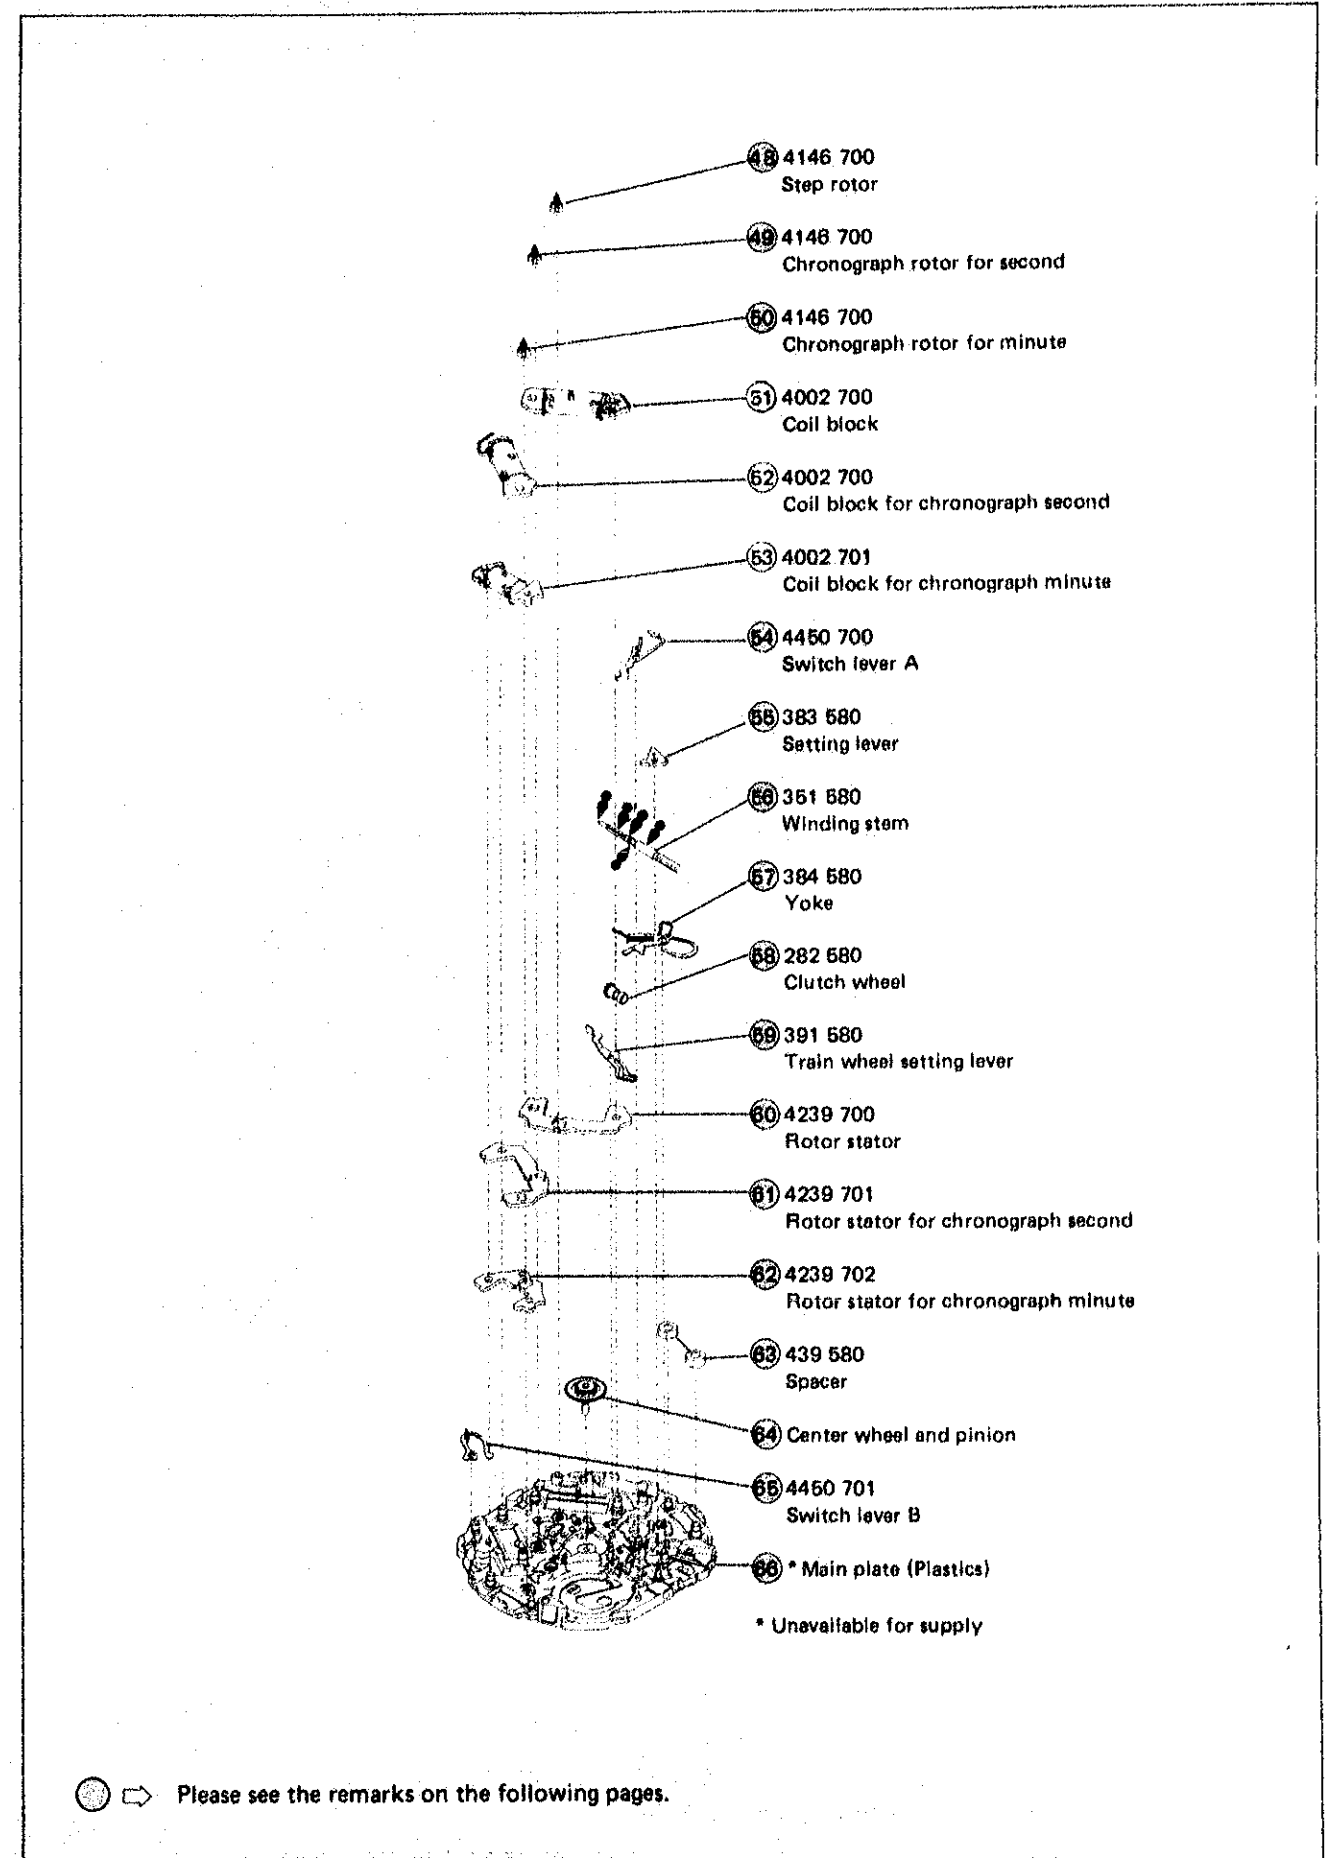 48 4146 700
Step rotor
49 4146 700
Chronograph rotor for second
50 4146 700
Chronograph rotor for minute
51 4002 700
Coil block
52 4002 700
Coil block for chronograph second
53 4002 701
Coil block for chronograph minute
54 4450 700
Switch lever A
55 383 580
Setting lever
56 351 580
Winding stem
57 384 580
Yoke
58 282 580
Clutch wheel
59 391 580
Train wheel setting lever
60 4239 700
Rotor stator
61 4239 701
Rotor stator for chronograph second
62 4239 702
Rotor stator for chronograph minute
63 439 580
Spacer
64 Center wheel and pinion
65 4450 701
Switch lever B
66 * Main plate (Plastics)
* Unavailable for supply
⇨ Please see the remarks on the following pages.